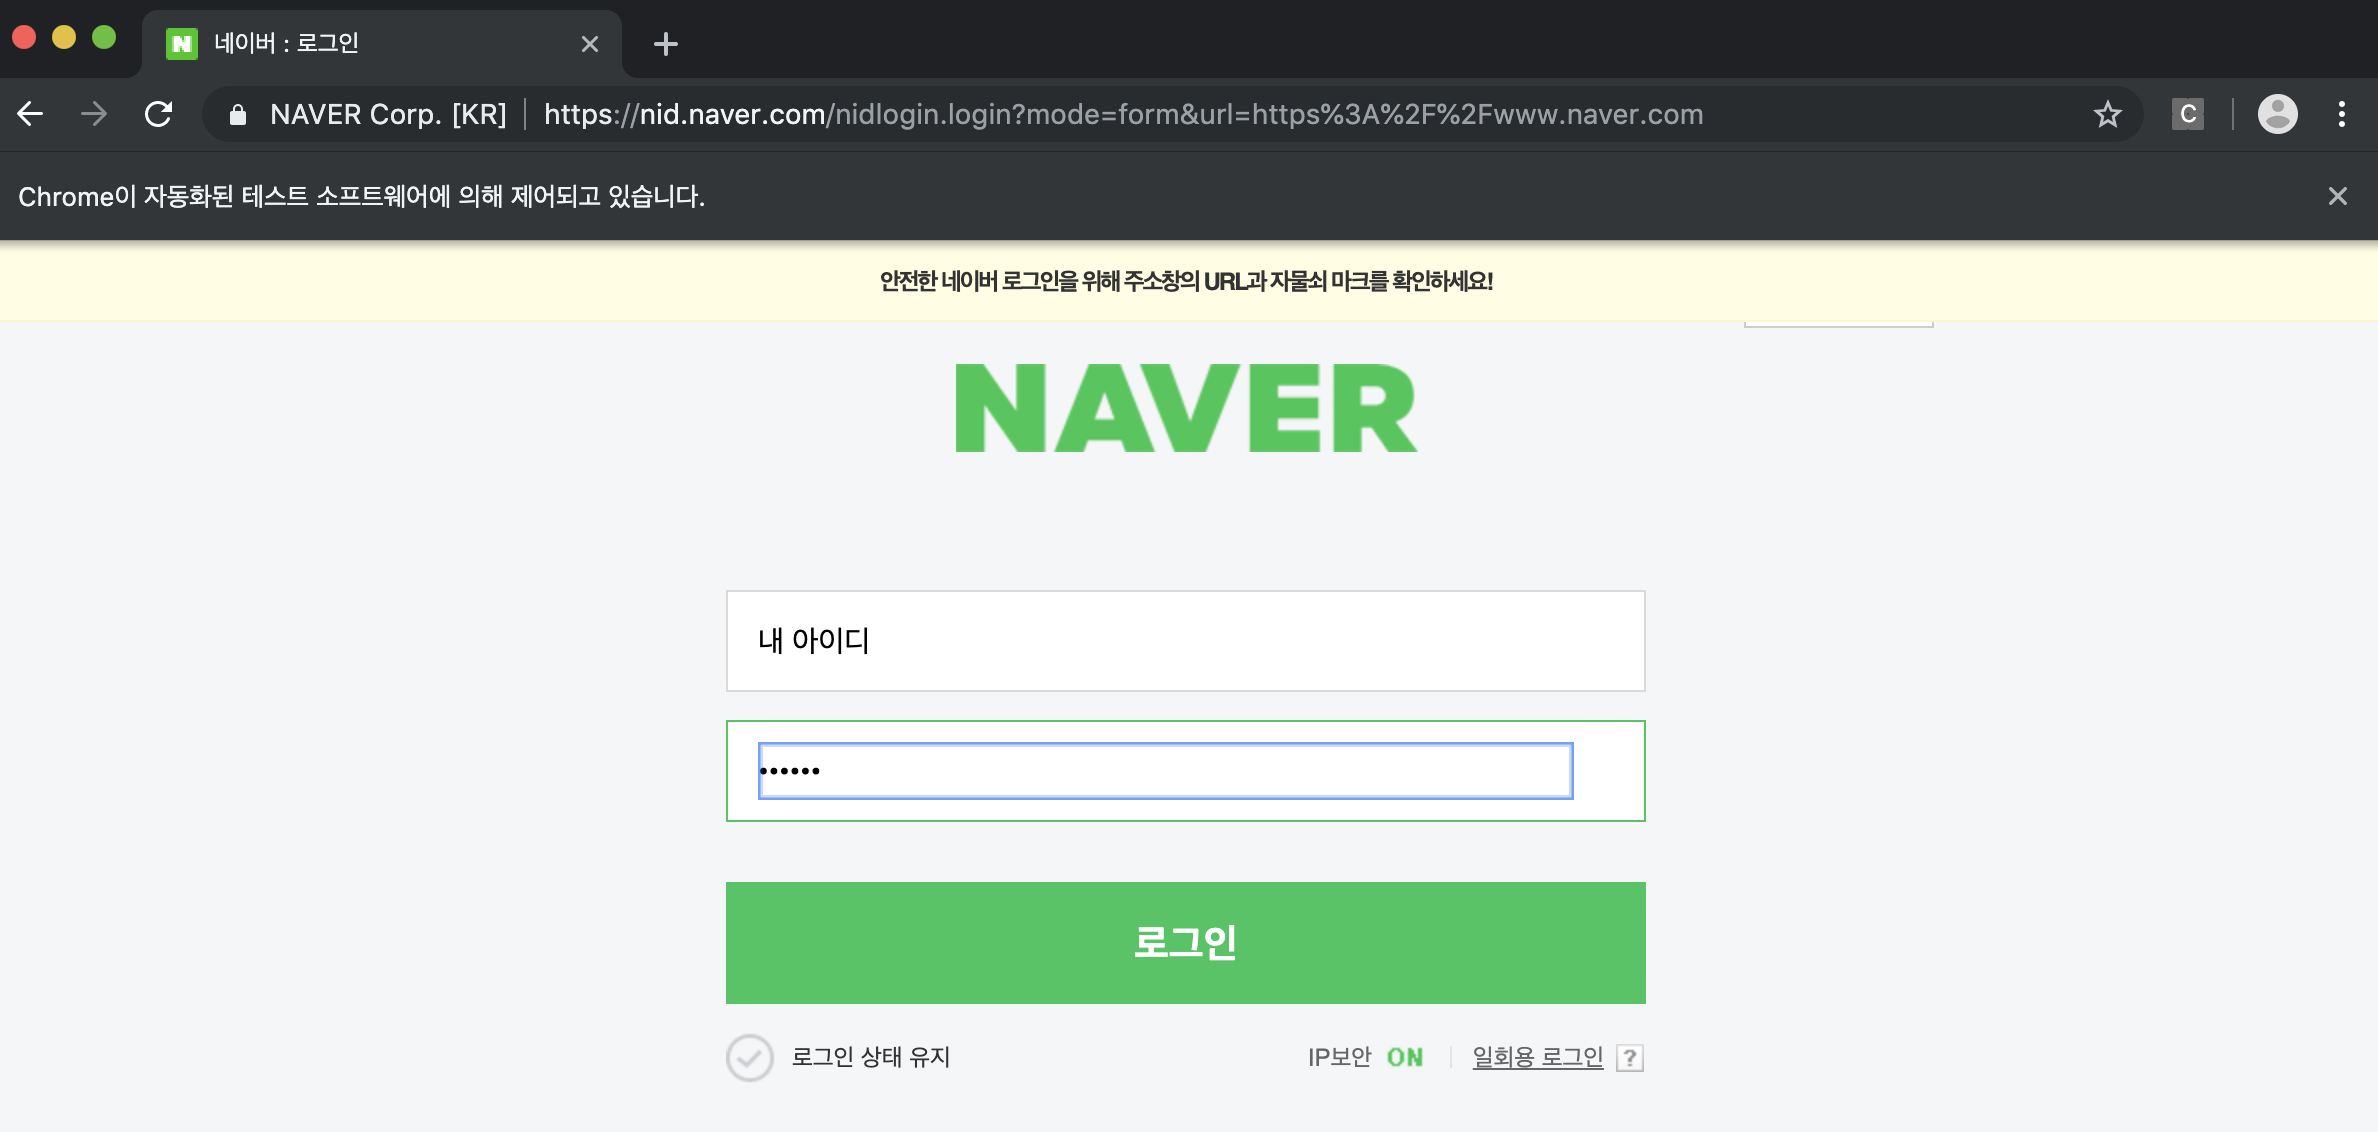 네이버 : 로그인
NAVER Corp. [KR] | https://nid.naver.com/nidlogin.login?mode=form&url=https%3A%2F%2Fwww.naver.com
C
Chrome이 자동화된 테스트 소프트웨어에 의해 제어되고 있습니다.
안전한 네이버 로그인을 위해 주소창의 URL과 자물쇠 마크를 확인하세요!
NAVER
내 아이디
••••••
로그인
로그인 상태 유지
IP보안 ON | 일회용 로그인 ?